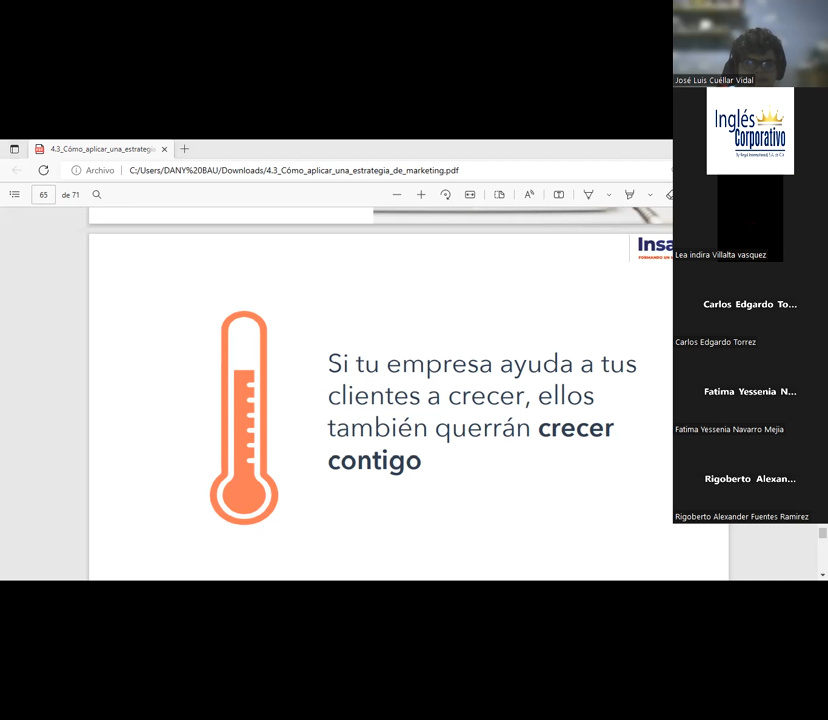 José Luis Cuéllar Vidal
Inglés
Corporativo
4.3_Cómo_aplicar_una_estrategia
Archivo
C:/Users/DANY%20BAU/Downloads/4.3_Cómo_aplicar_una_estrategia_de_marketing.pdf
65 de 71
Insa
Lea indira Villalta vasquez
Carlos Edgardo To...
Carlos Edgardo Torrez
Si tu empresa ayuda a tus
clientes a crecer, ellos
también querrán crecer
contigo
Fatima Yessenia N...
Fatima Yessenia Navarro Mejia
Rigoberto Alexan...
Rigoberto Alexander Fuentes Ramirez